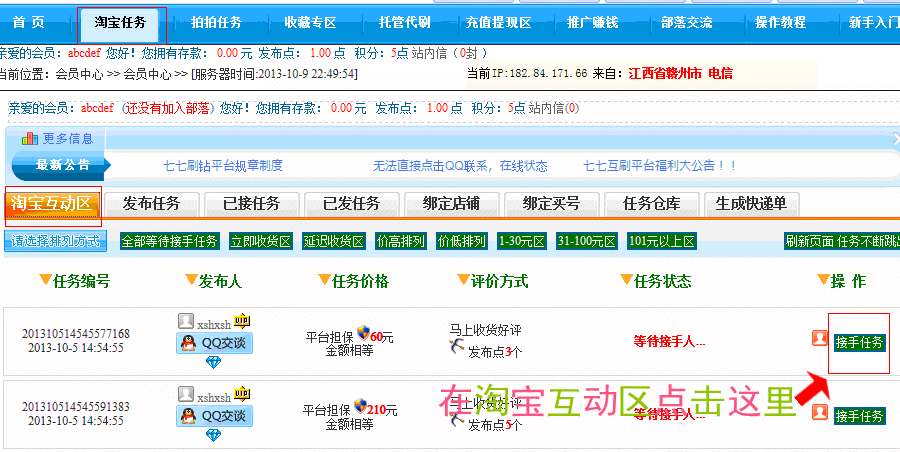 首 页 淘宝任务 拍拍任务 收藏专区 托管代刷 充值提现区 推广赚钱 部落交流 操作教程 新手入门
亲爱的会员：abcdef 您好！您拥有存款： 0.00 元 发布点： 1.00 点 积分：5点 站内信（0封 ）
当前位置：会员中心 >> 会员中心 >> [服务器时间:2013-10-9 22:49:54] 当前IP:182.84.171.66 来自：江西省赣州市 电信
亲爱的会员：abcdef (还没有加入部落) 您好！您拥有存款： 0.00 元 发布点： 1.00 点 积分：5点 站内信(0)
更多信息
最新公告 七七刷钻平台规章制度 无法直接点击QQ联系，在线状态 七七互刷平台福利大公告！！
淘宝互动区 发布任务 已接任务 已发任务 绑定店铺 绑定买号 任务仓库 生成快递单
请选择排列方式 全部等待接手任务 立即收货区 延迟收货区 价高排列 价低排列 1-30元区 31-100元区 101元以上区 刷新页面 任务不断跳出
任务编号 发布人 任务价格 评价方式 任务状态 操 作
201310514545577168
2013-10-5 14:54:55
xshxsh VIP
QQ交谈
平台担保 60元
金额相等
马上收货好评
发布点3个
等待接手人...
接手任务
201310514545591383
2013-10-5 14:54:55
xshxsh VIP
QQ交谈
平台担保 210元
金额相等
马上收货好评
发布点5个
等待接手人...
接手任务
在淘宝互动区点击这里